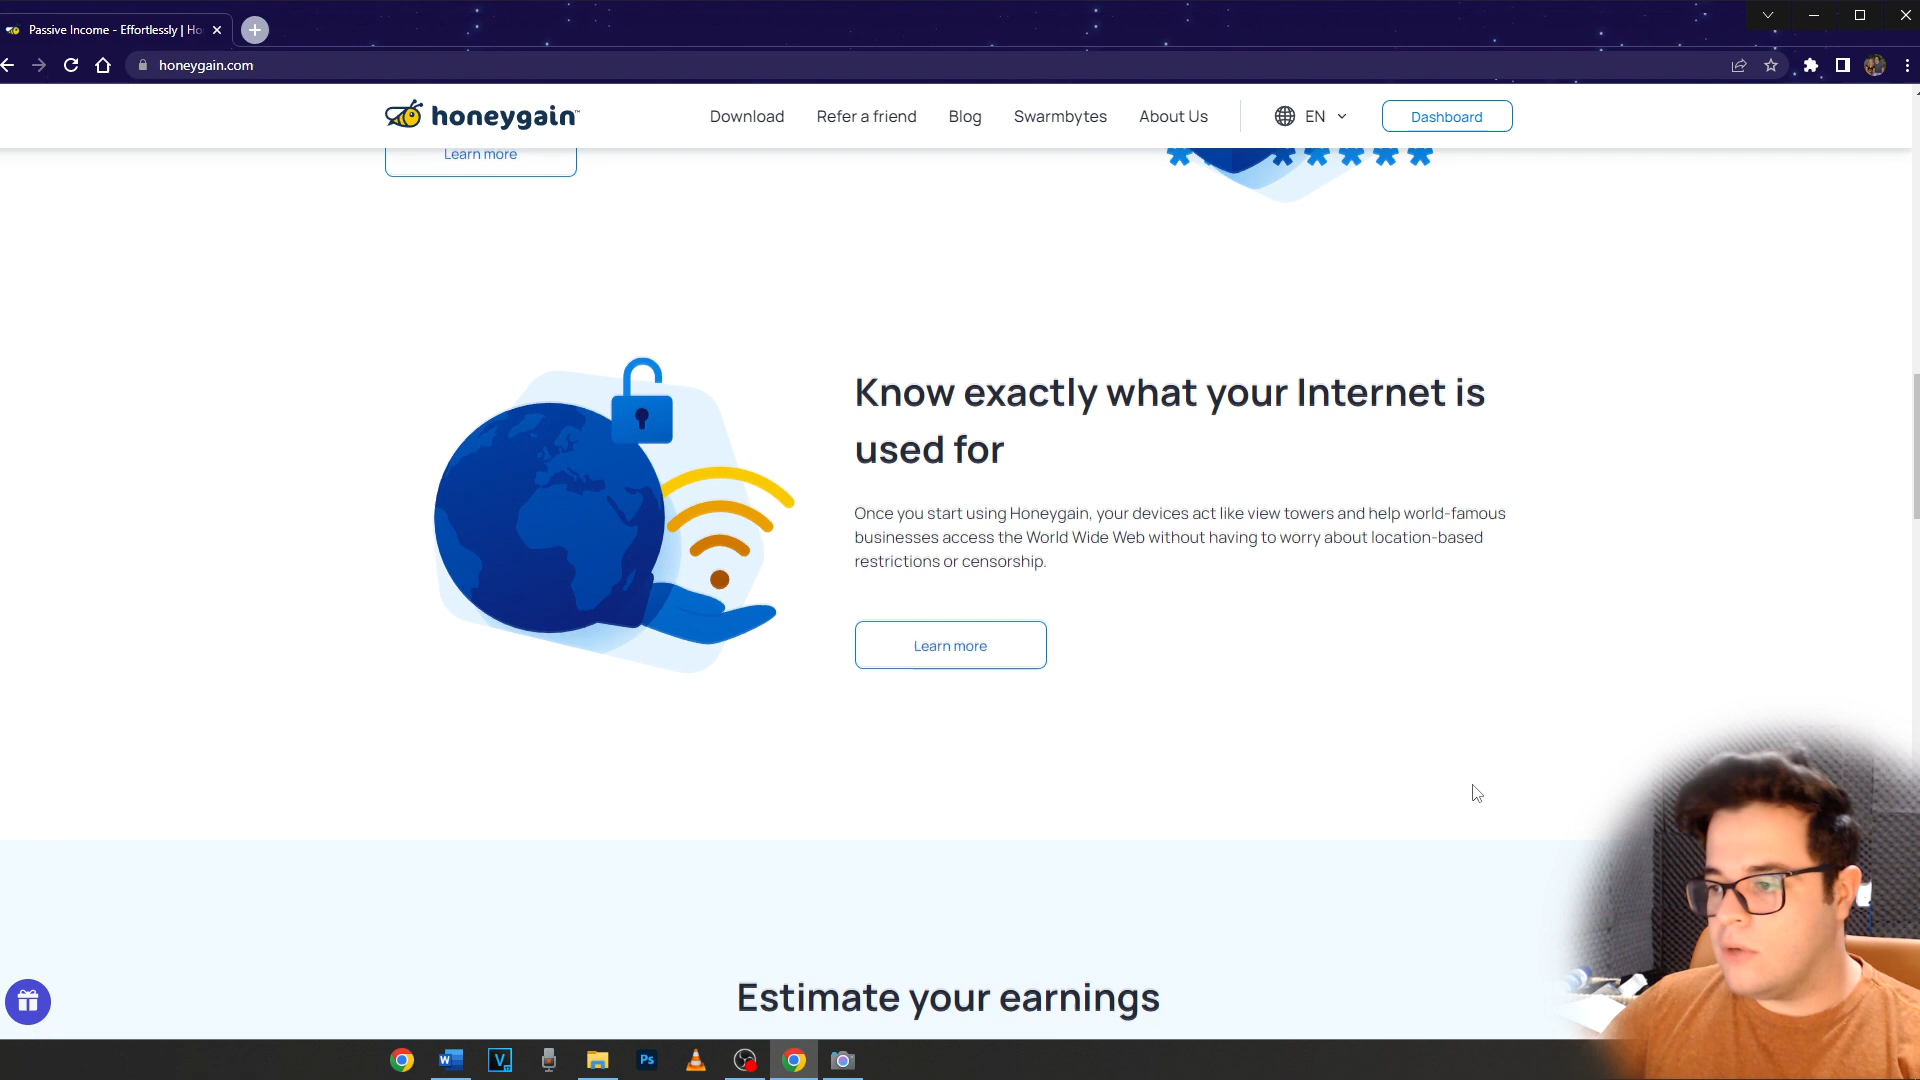 Passive Income - Effortlessly | Ho
honeygain.com
honeygain™
Download
Refer a friend
Blog
Swarmbytes
About Us
EN
Dashboard
Learn more
Know exactly what your Internet is
used for
Once you start using Honeygain, your devices act like view towers and help world-famous
businesses access the World Wide Web without having to worry about location-based
restrictions or censorship.
Learn more
Estimate your earnings
W
V
Ps